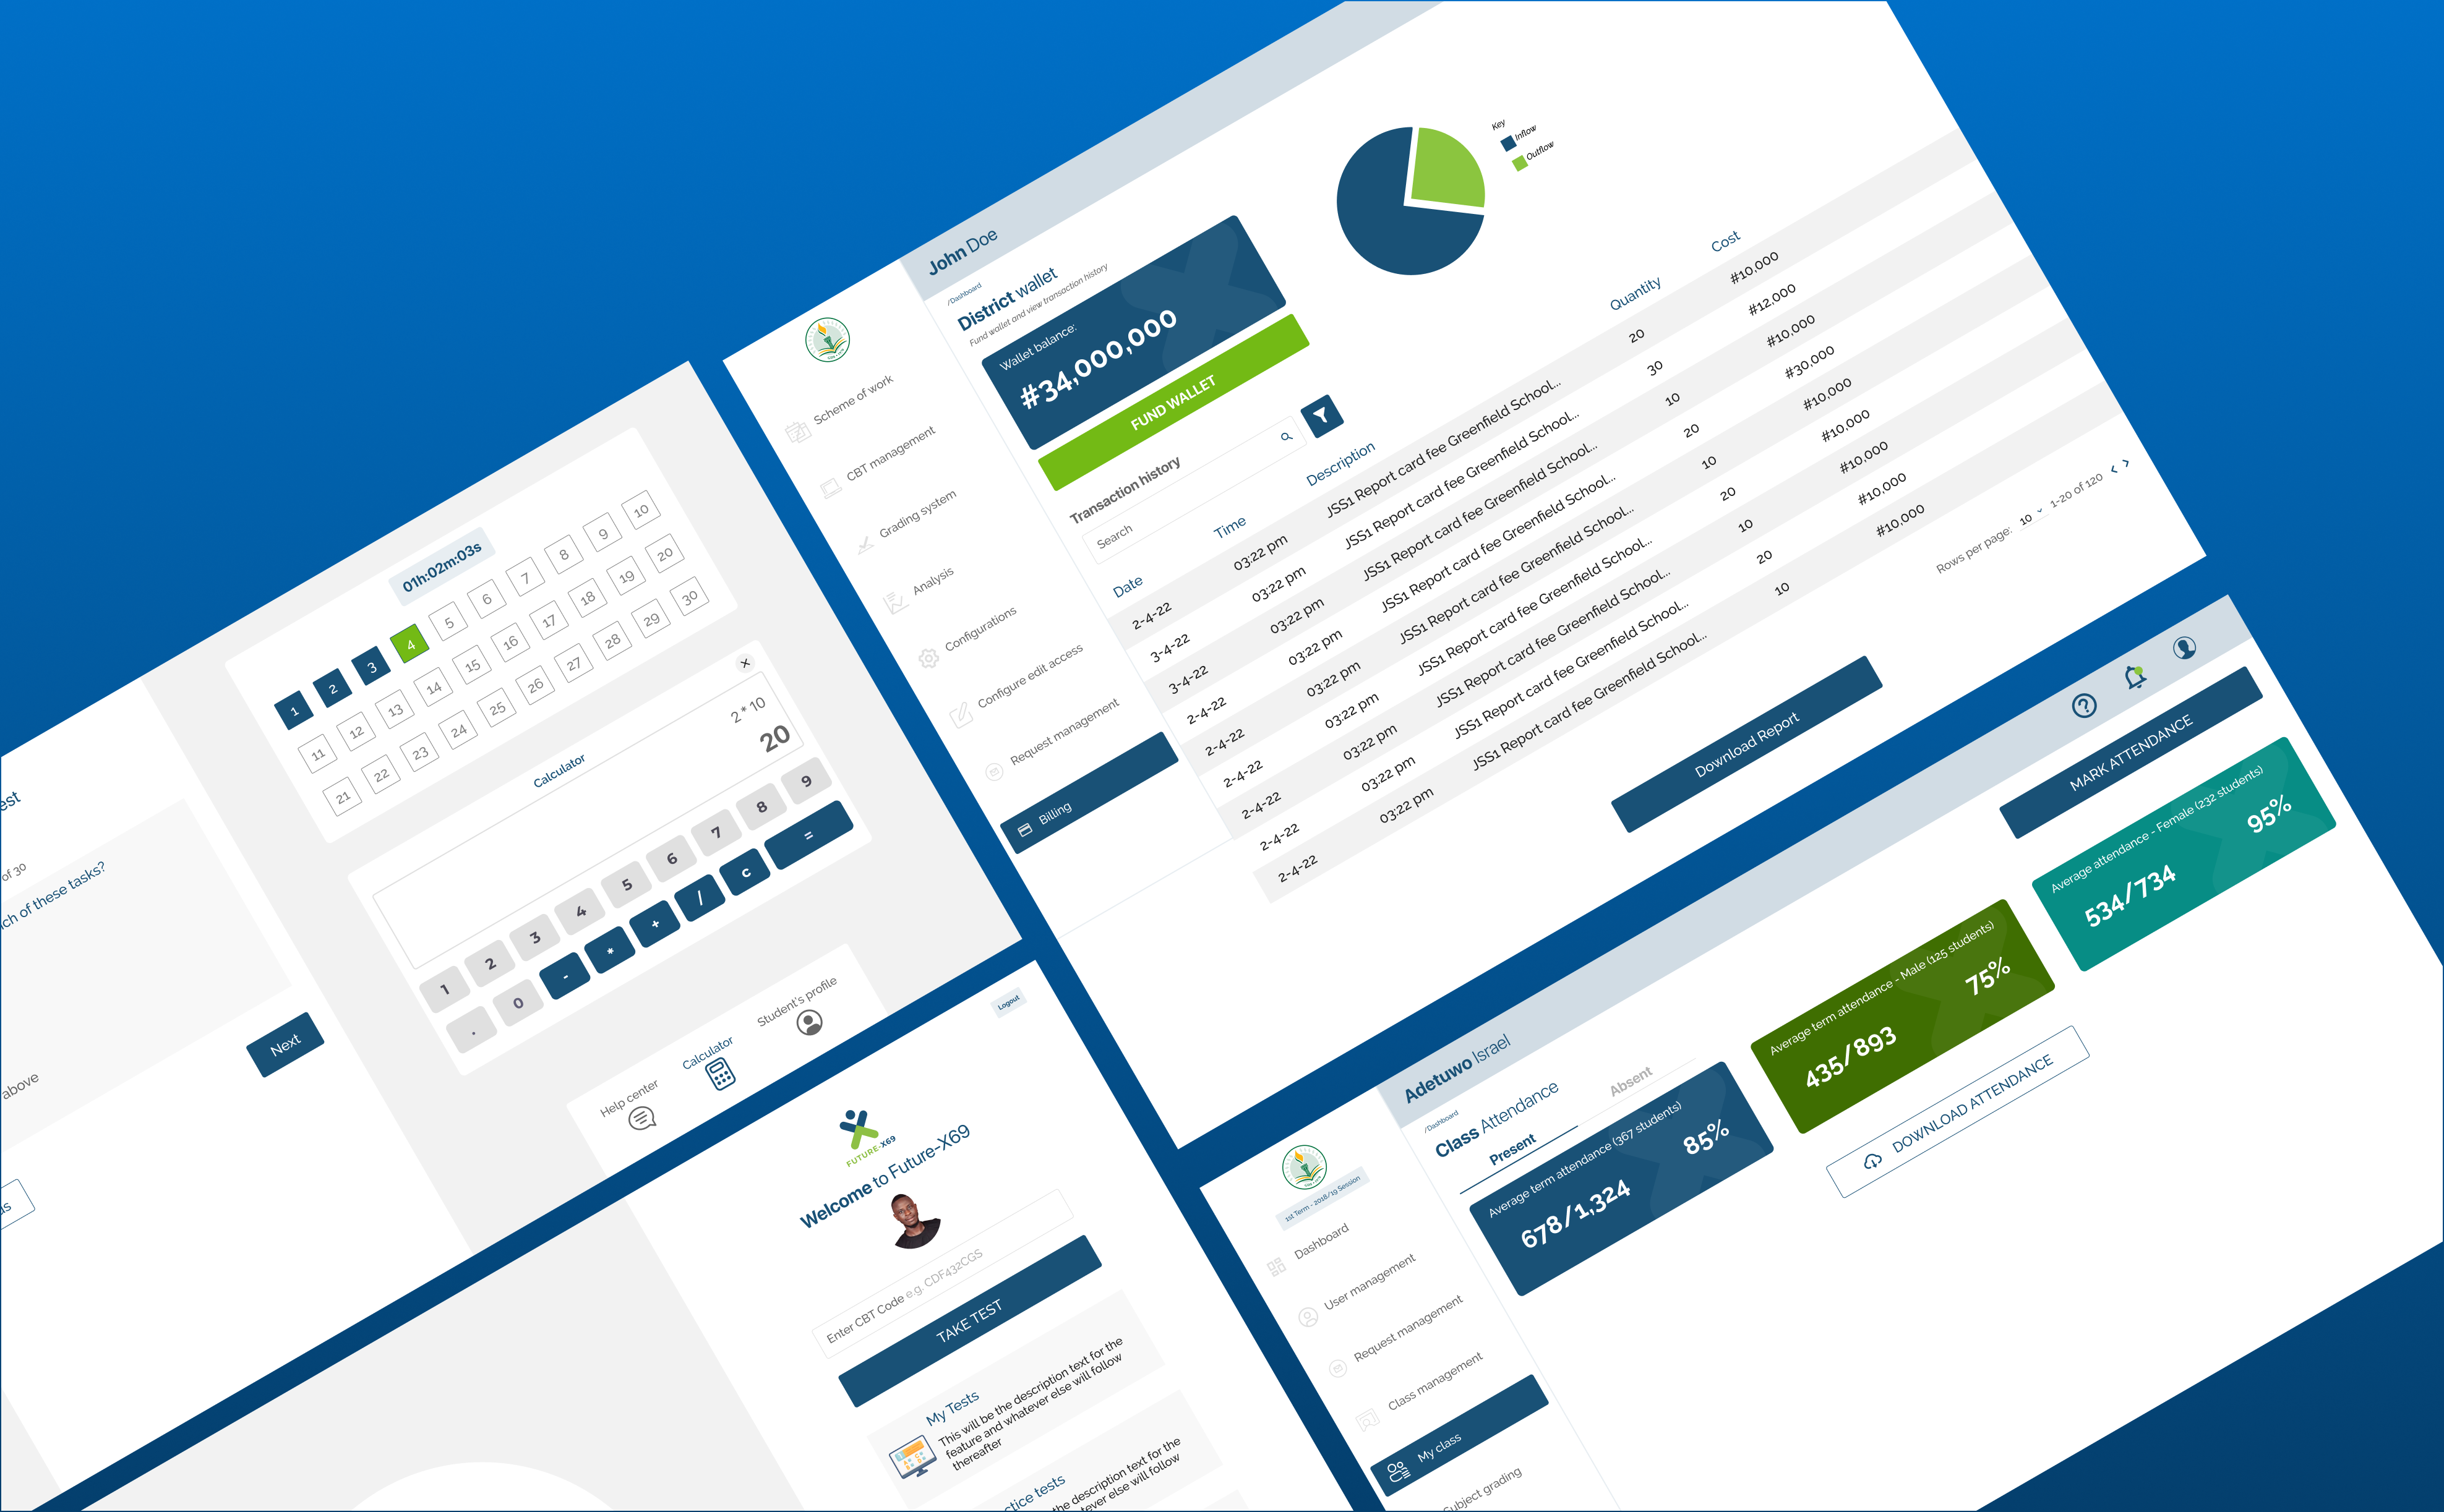 est
of 30
ch of these tasks?
above
Next
01h:02m:03s
1 2 3 4 5 6 7 8 9 10
11 12 13 14 15 16 17 18 19 20
21 22 23 24 25 26 27 28 29 30
Calculator
2 * 10
20
1 2 3 4 5 6 7 8 9
. 0 - * + / c =
Help center
Calculator
Student's profile
John Doe
Scheme of work
CBT management
Grading system
Analysis
Configurations
Configure edit access
Request management
Billing
/Dashboard
District wallet
Fund wallet and view transaction history
Wallet balance:
#34,000,000
FUND WALLET
Key
Inflow
Outflow
Transaction history
Search
Date Time Description Quantity Cost
2-4-22 03:22 pm JSS1 Report card fee Greenfield School... 20 #10,000
3-4-22 03:22 pm JSS1 Report card fee Greenfield School... 30 #12,000
3-4-22 03:22 pm JSS1 Report card fee Greenfield School... 10 #10,000
2-4-22 03:22 pm JSS1 Report card fee Greenfield School... 20 #30,000
2-4-22 03:22 pm JSS1 Report card fee Greenfield School... 10 #10,000
2-4-22 03:22 pm JSS1 Report card fee Greenfield School... 20 #10,000
2-4-22 03:22 pm JSS1 Report card fee Greenfield School... 10 #10,000
2-4-22 03:22 pm JSS1 Report card fee Greenfield School... 20 #10,000
2-4-22 03:22 pm JSS1 Report card fee Greenfield School... 10 #10,000
Rows per page: 10 1-20 of 120 < >
Download Report
Logout
FUTURE-X69
Welcome to Future-X69
Enter CBT Code e.g. CDF432CGS
TAKE TEST
My Tests
This will be the description text for the
feature and whatever else will follow
thereafter
ctice tests
the description text for the
tever else will follow
Adetuwo Israel
1st Term - 2018/19 Session
Dashboard
User management
Request management
Class management
My class
Subject grading
/Dashboard
Class Attendance
Present
Absent
MARK ATTENDANCE
Average term attendance (367 students)
678/1,324
85%
Average term attendance - Male (125 students)
435/893
75%
Average attendance - Female (232 students)
534/734
95%
DOWNLOAD ATTENDANCE